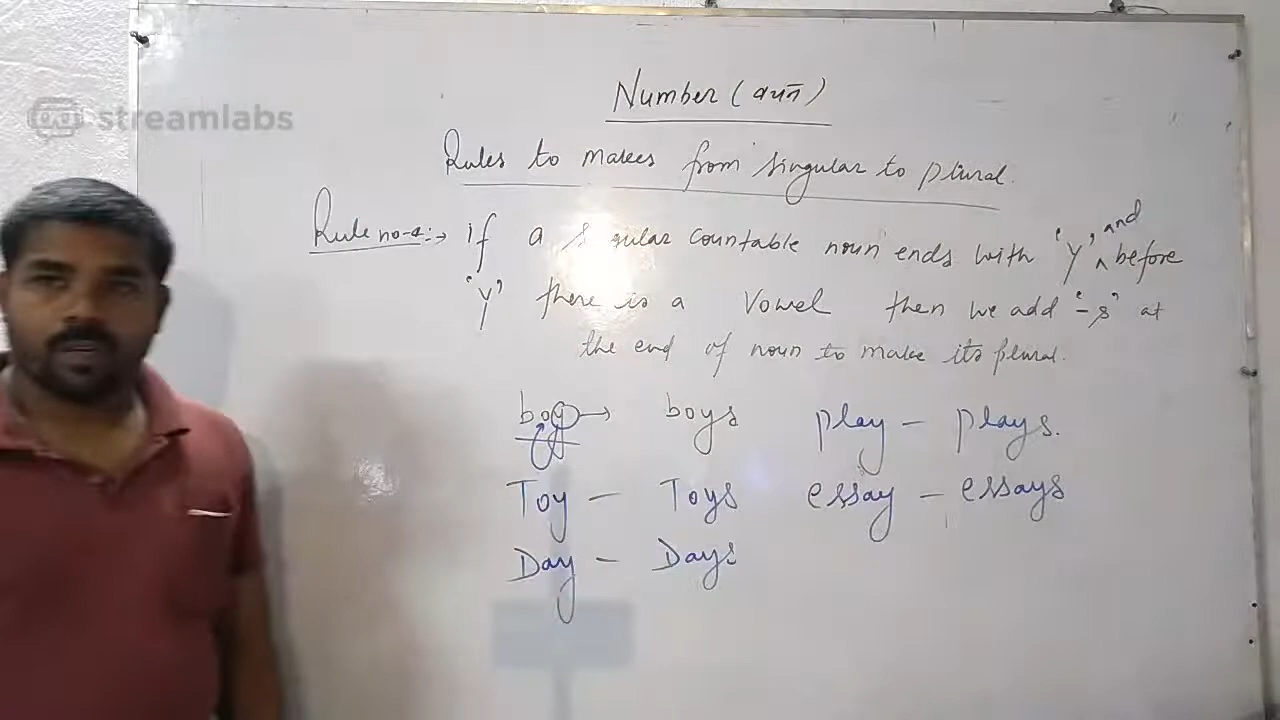 streamlabs
Number (वचन)
Rules to makes from singular to plural.
Rule no-4:→ if a singular countable noun ends with 'y', and before
'y' there is a vowel then we add '-s' at
the end of noun to make its plural.
boy → boys play – plays.
Toy – Toys essay – essays
Day – Days